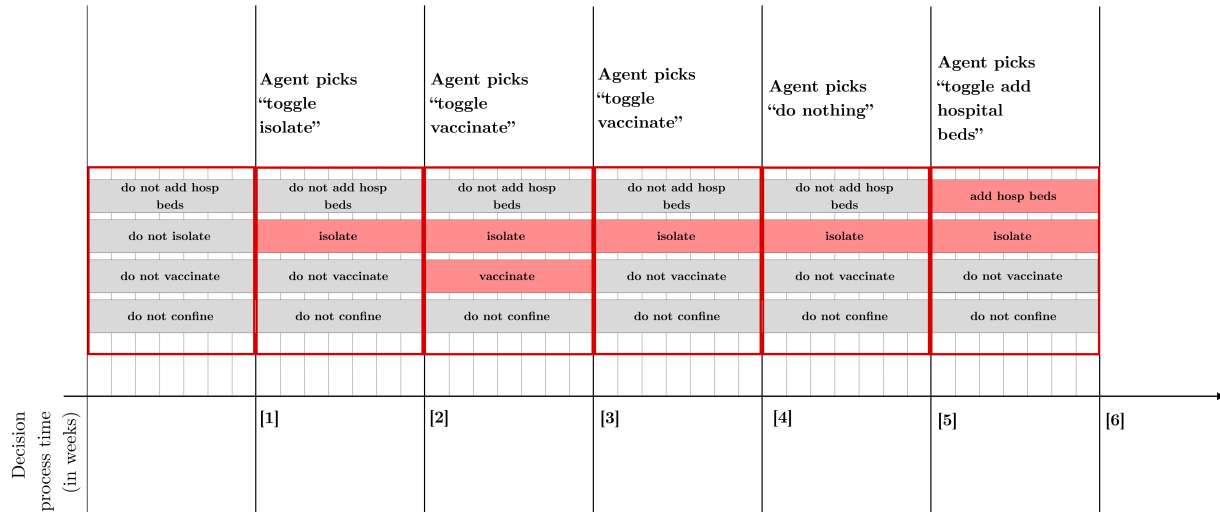 Agent picks
“toggle
isolate”
Agent picks
“toggle
vaccinate”
Agent picks
“toggle
vaccinate”
Agent picks
“do nothing”
Agent picks
“toggle add
hospital
beds”
do not add hosp
beds
do not add hosp
beds
do not add hosp
beds
do not add hosp
beds
do not add hosp
beds
add hosp beds
do not isolate
isolate
isolate
isolate
isolate
isolate
do not vaccinate
do not vaccinate
vaccinate
do not vaccinate
do not vaccinate
do not vaccinate
do not confine
do not confine
do not confine
do not confine
do not confine
do not confine
Decision
process time
(in weeks)
[1]
[2]
[3]
[4]
[5]
[6]